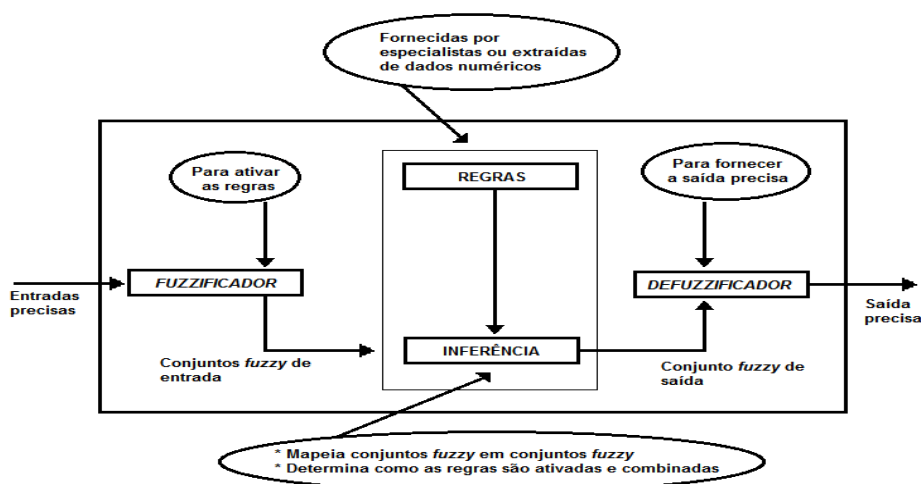 Fornecidas por
especialistas ou extraídas
de dados numéricos
Para ativar
as regras
REGRAS
Para fornecer
a saída precisa
FUZZIFICADOR
DEFUZZIFICADOR
Entradas
precisas
Saída
precisa
INFERÊNCIA
Conjuntos fuzzy de
entrada
Conjunto fuzzy de
saída
* Mapeia conjuntos fuzzy em conjuntos fuzzy
* Determina como as regras são ativadas e combinadas